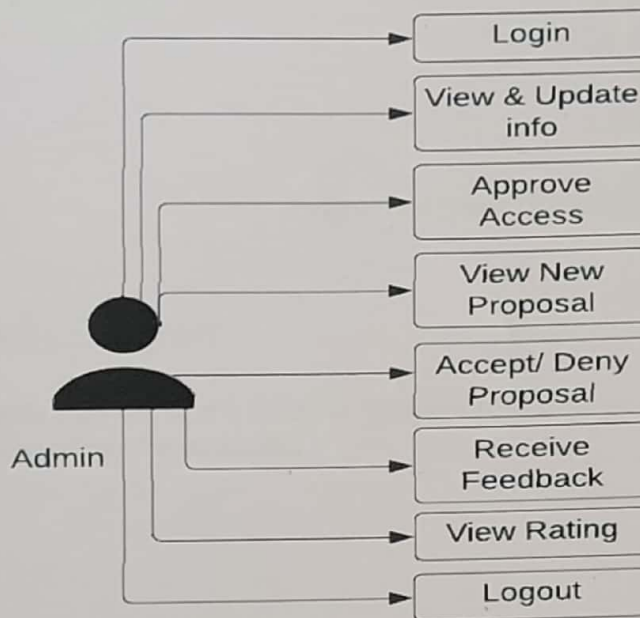 Login
View & Update
info
Approve
Access
View New
Proposal
Accept/ Deny
Proposal
Admin
Receive
Feedback
View Rating
Logout